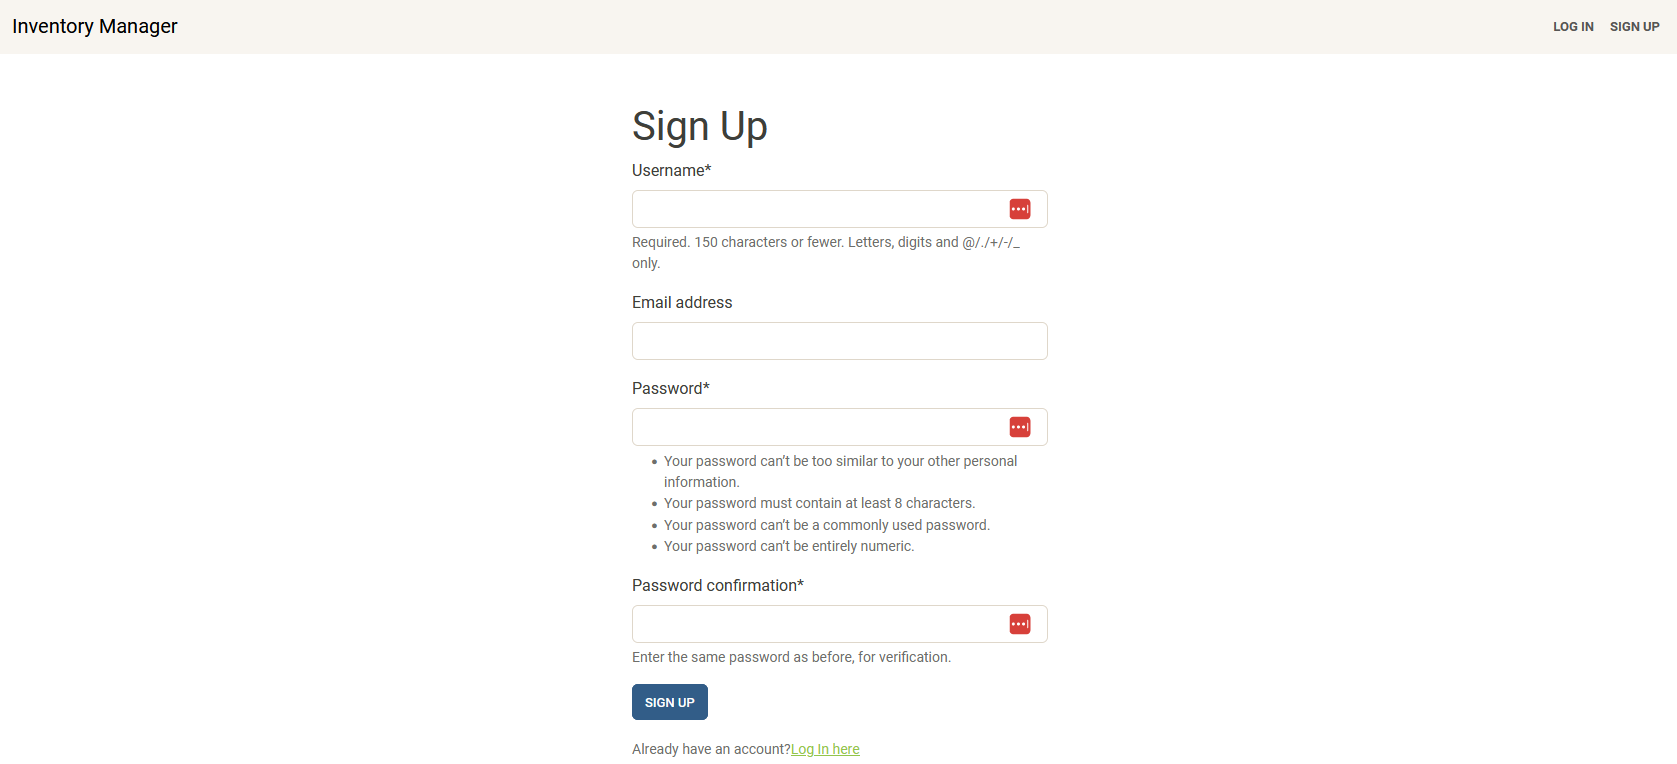 Inventory Manager
LOG IN SIGN UP
Sign Up
Username*
Required. 150 characters or fewer. Letters, digits and @/./+/-/_
only.
Email address
Password*
Your password can’t be too similar to your other personal
information.
Your password must contain at least 8 characters.
Your password can’t be a commonly used password.
Your password can’t be entirely numeric.
Password confirmation*
Enter the same password as before, for verification.
SIGN UP
Already have an account?Log In here